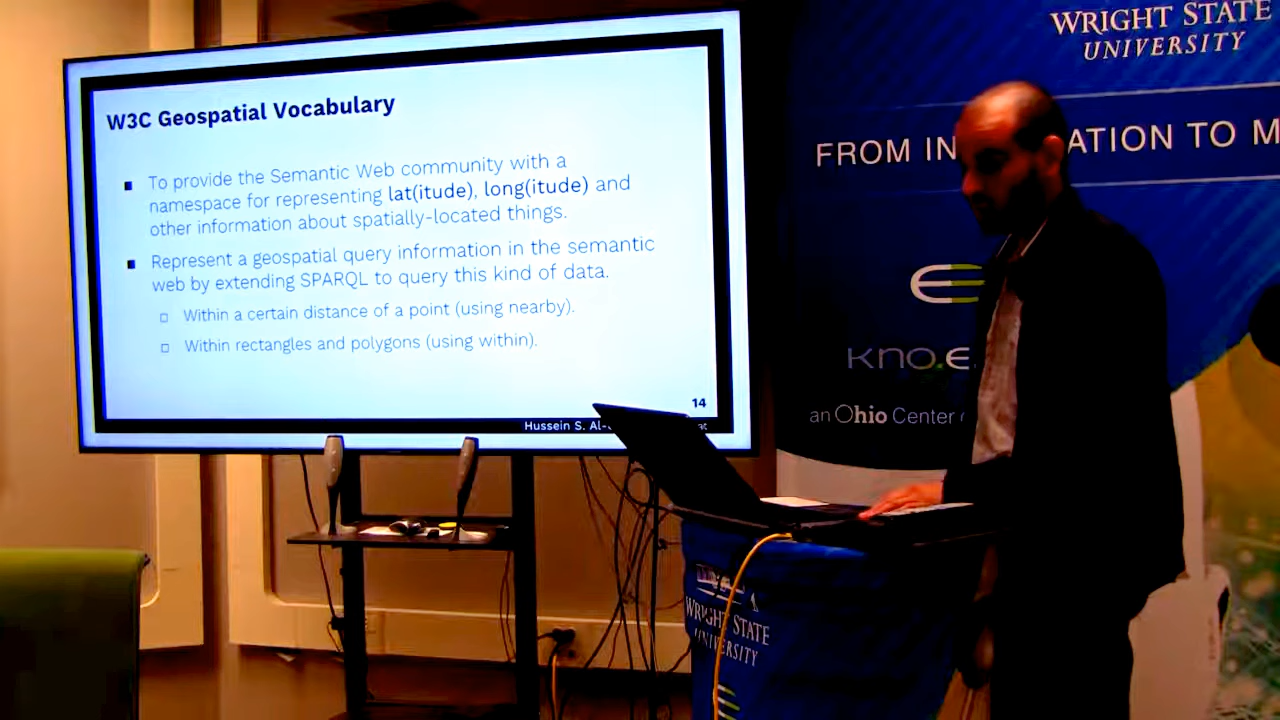 W3C Geospatial Vocabulary
To provide the Semantic Web community with a
namespace for representing lat(itude), long(itude) and
other information about spatially-located things.
Represent a geospatial query information in the semantic
web by extending SPARQL to query this kind of data.
Within a certain distance of a point (using nearby).
Within rectangles and polygons (using within).
14
Hussein S.
WRIGHT STATE
UNIVERSITY
FROM IN ATION TO M
KNO.E
an Ohio Center
WRIGHT STATE
UNIVERSITY